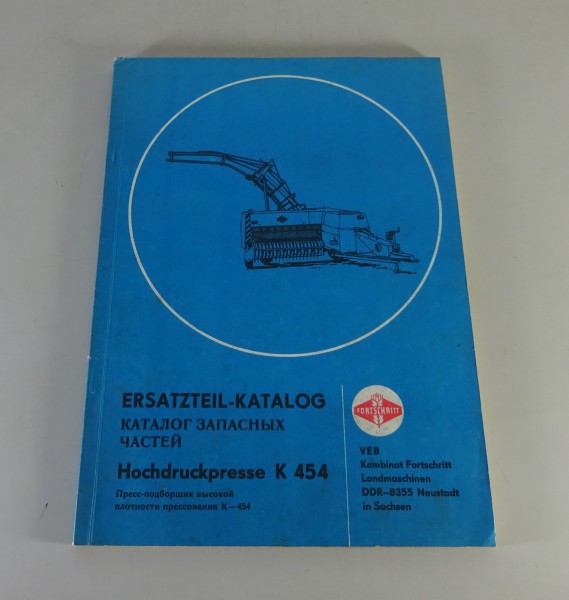 ERSATZTEIL-KATALOG
КАТАЛОГ ЗАПАСНЫХ
ЧАСТЕЙ
Hochdruckpresse K 454
Пресс-подборщик высокой
плотности прессования К—454
FORTSCHRITT
VEB
Kombinat Fortschritt
Landmaschinen
DDR—8355 Neustadt
in Sachsen